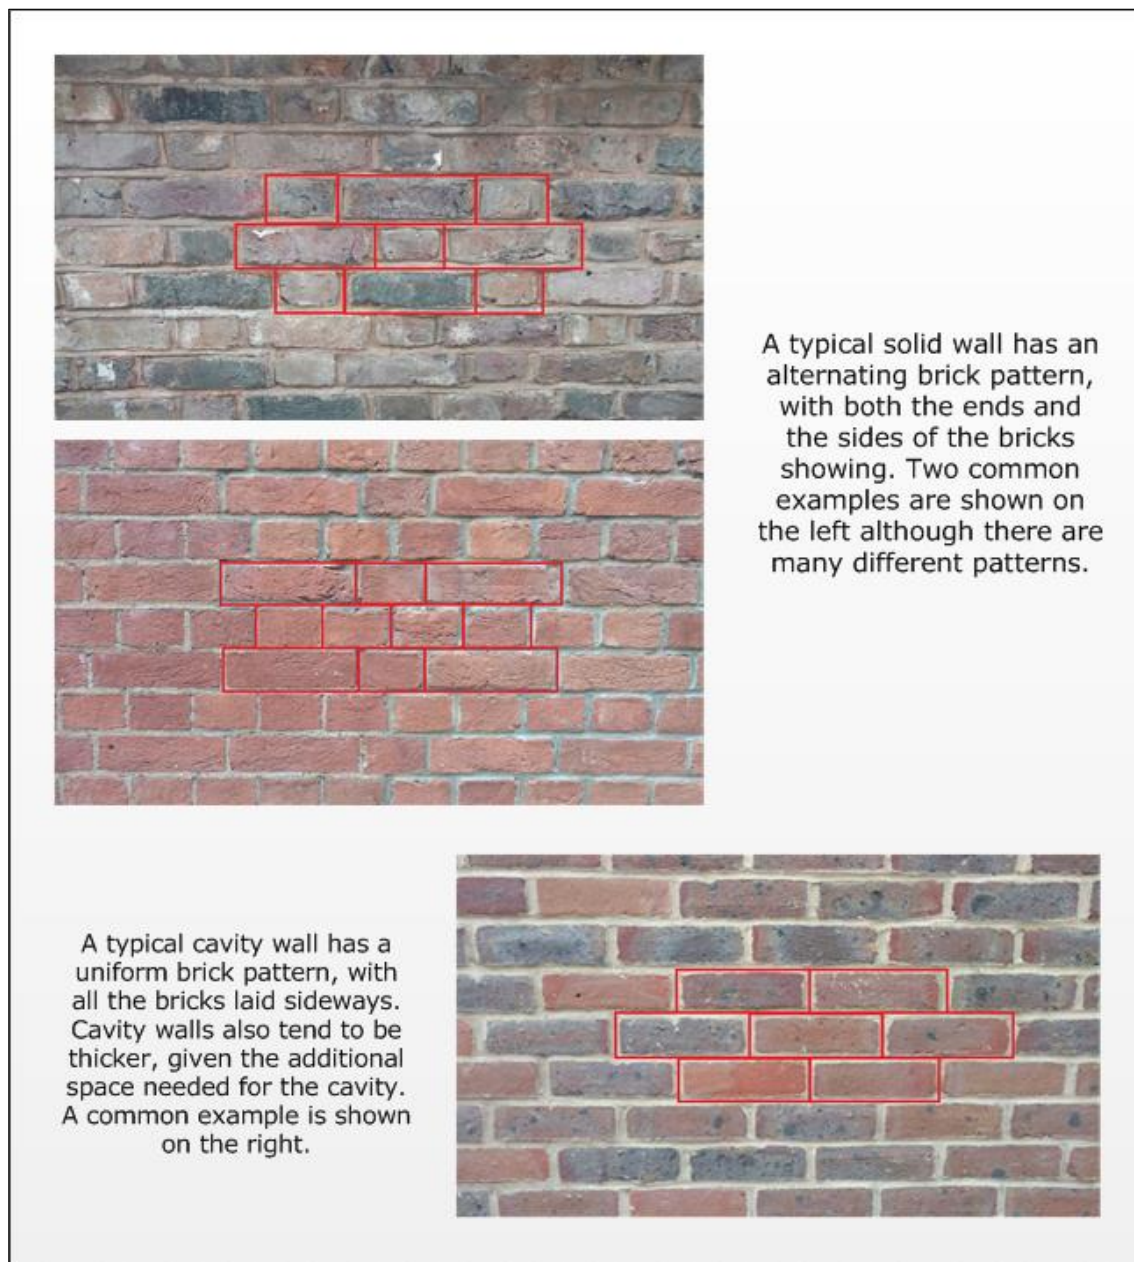 A typical solid wall has an
alternating brick pattern,
with both the ends and
the sides of the bricks
showing. Two common
examples are shown on
the left although there are
many different patterns.
A typical cavity wall has a
uniform brick pattern, with
all the bricks laid sideways.
Cavity walls also tend to be
thicker, given the additional
space needed for the cavity.
A common example is shown
on the right.